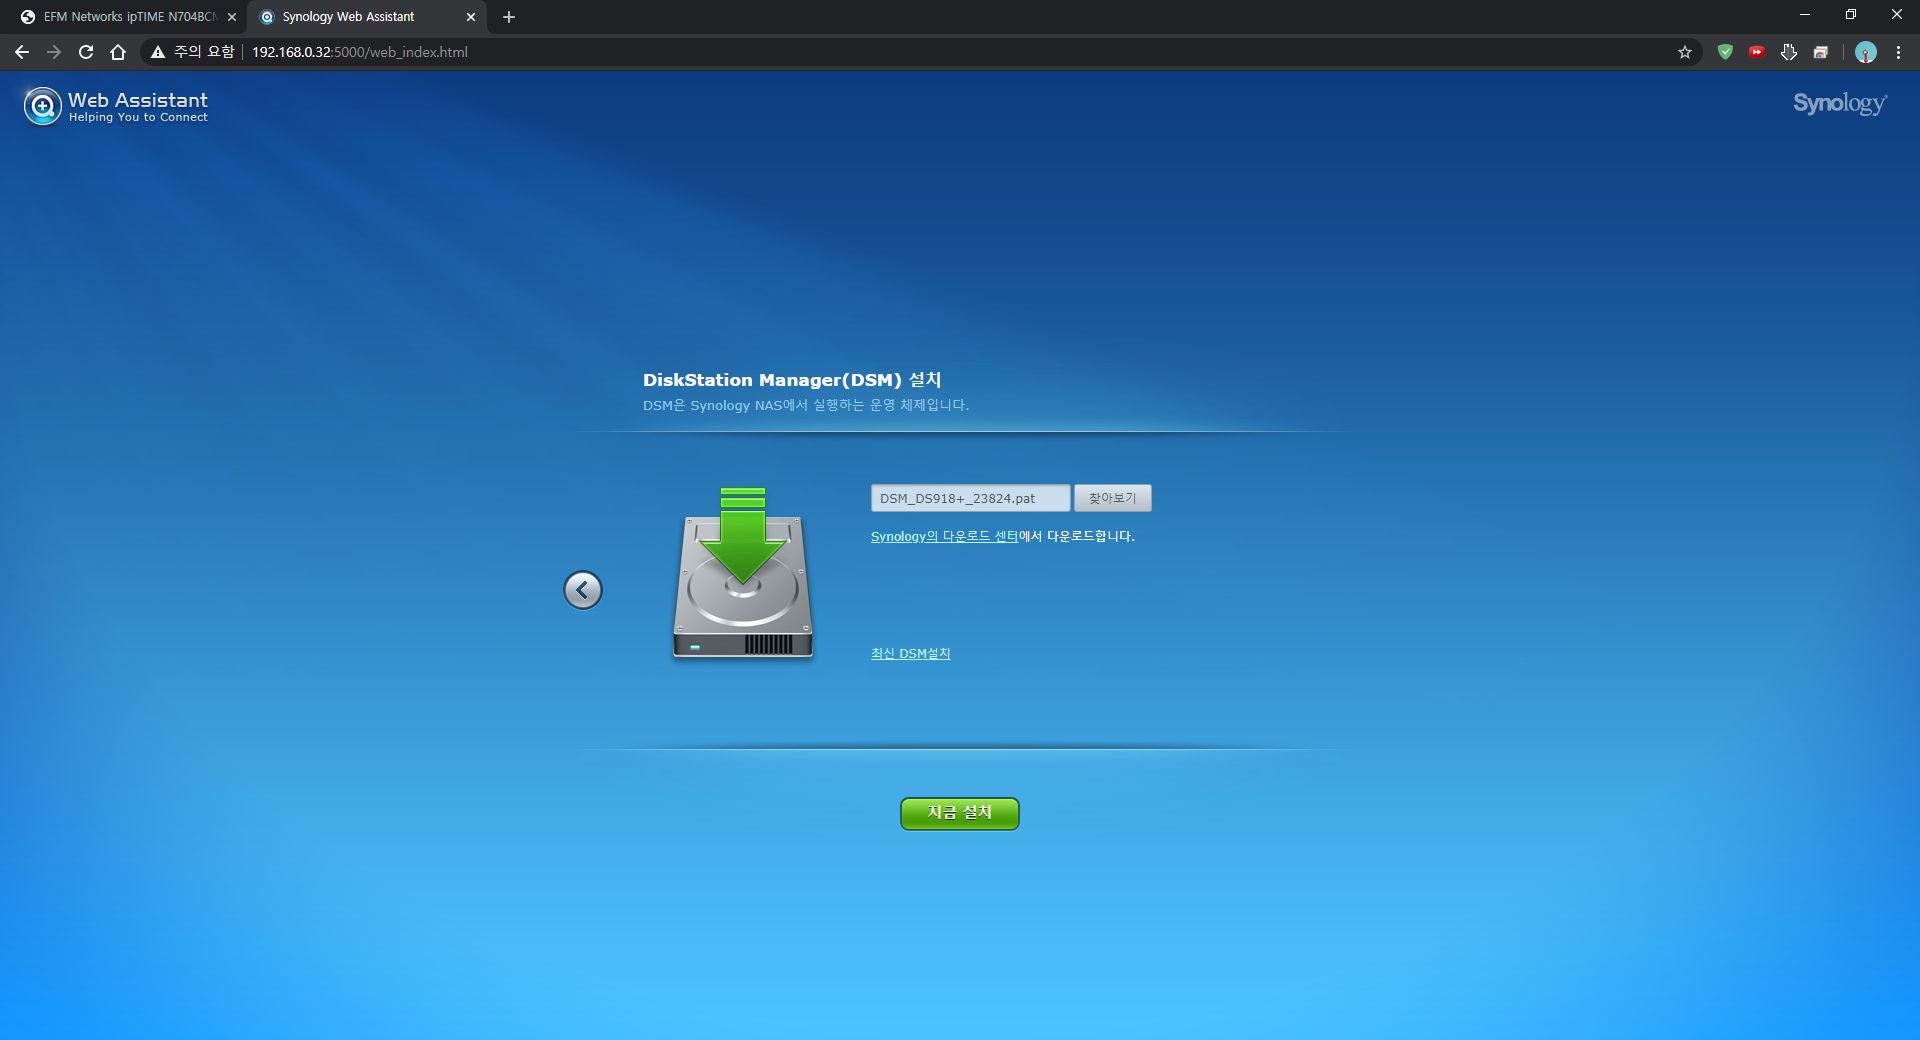 EFM Networks ipTIME N704BCM
Synology Web Assistant
주의 요함
192.168.0.32:5000/web_index.html
Web Assistant
Helping You to Connect
Synology
DiskStation Manager(DSM) 설치
DSM은 Synology NAS에서 실행하는 운영 체제입니다.
DSM_DS918+_23824.pat 찾아보기
Synology의 다운로드 센터에서 다운로드합니다.
최신 DSM설치
지금 설치